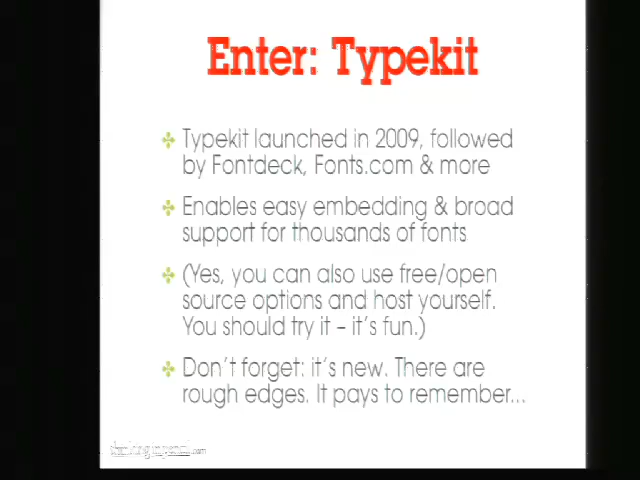 Enter: Typekit
Typekit launched in 2009, followed
by Fontdeck, Fonts.com & more
Enables easy embedding & broad
support for thousands of fonts
(Yes, you can also use free/open
source options and host yourself.
You should try it – it's fun.)
Don't forget: it's new. There are
rough edges. It pays to remember...